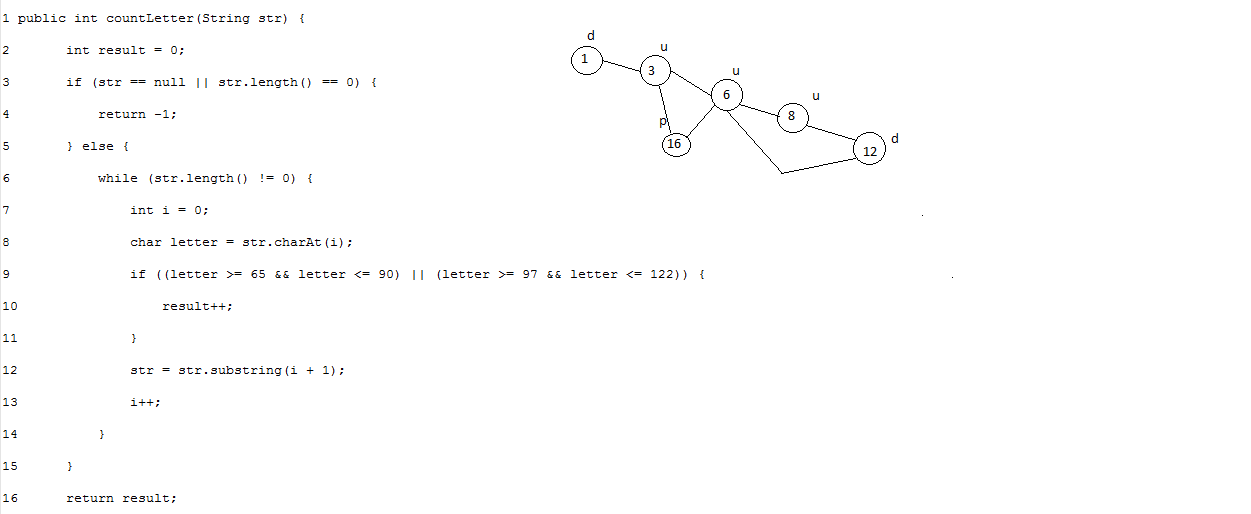 1 public int countLetter(String str) {
2 int result = 0;
3 if (str == null || str.length() == 0) {
4 return -1;
5 } else {
6 while (str.length() != 0) {
7 int i = 0;
8 char letter = str.charAt(i);
9 if ((letter >= 65 && letter <= 90) || (letter >= 97 && letter <= 122)) {
10 result++;
11 }
12 str = str.substring(i + 1);
13 i++;
14 }
15 }
16 return result;
d
1
u
3
u
6
u
8
d
12
p
16